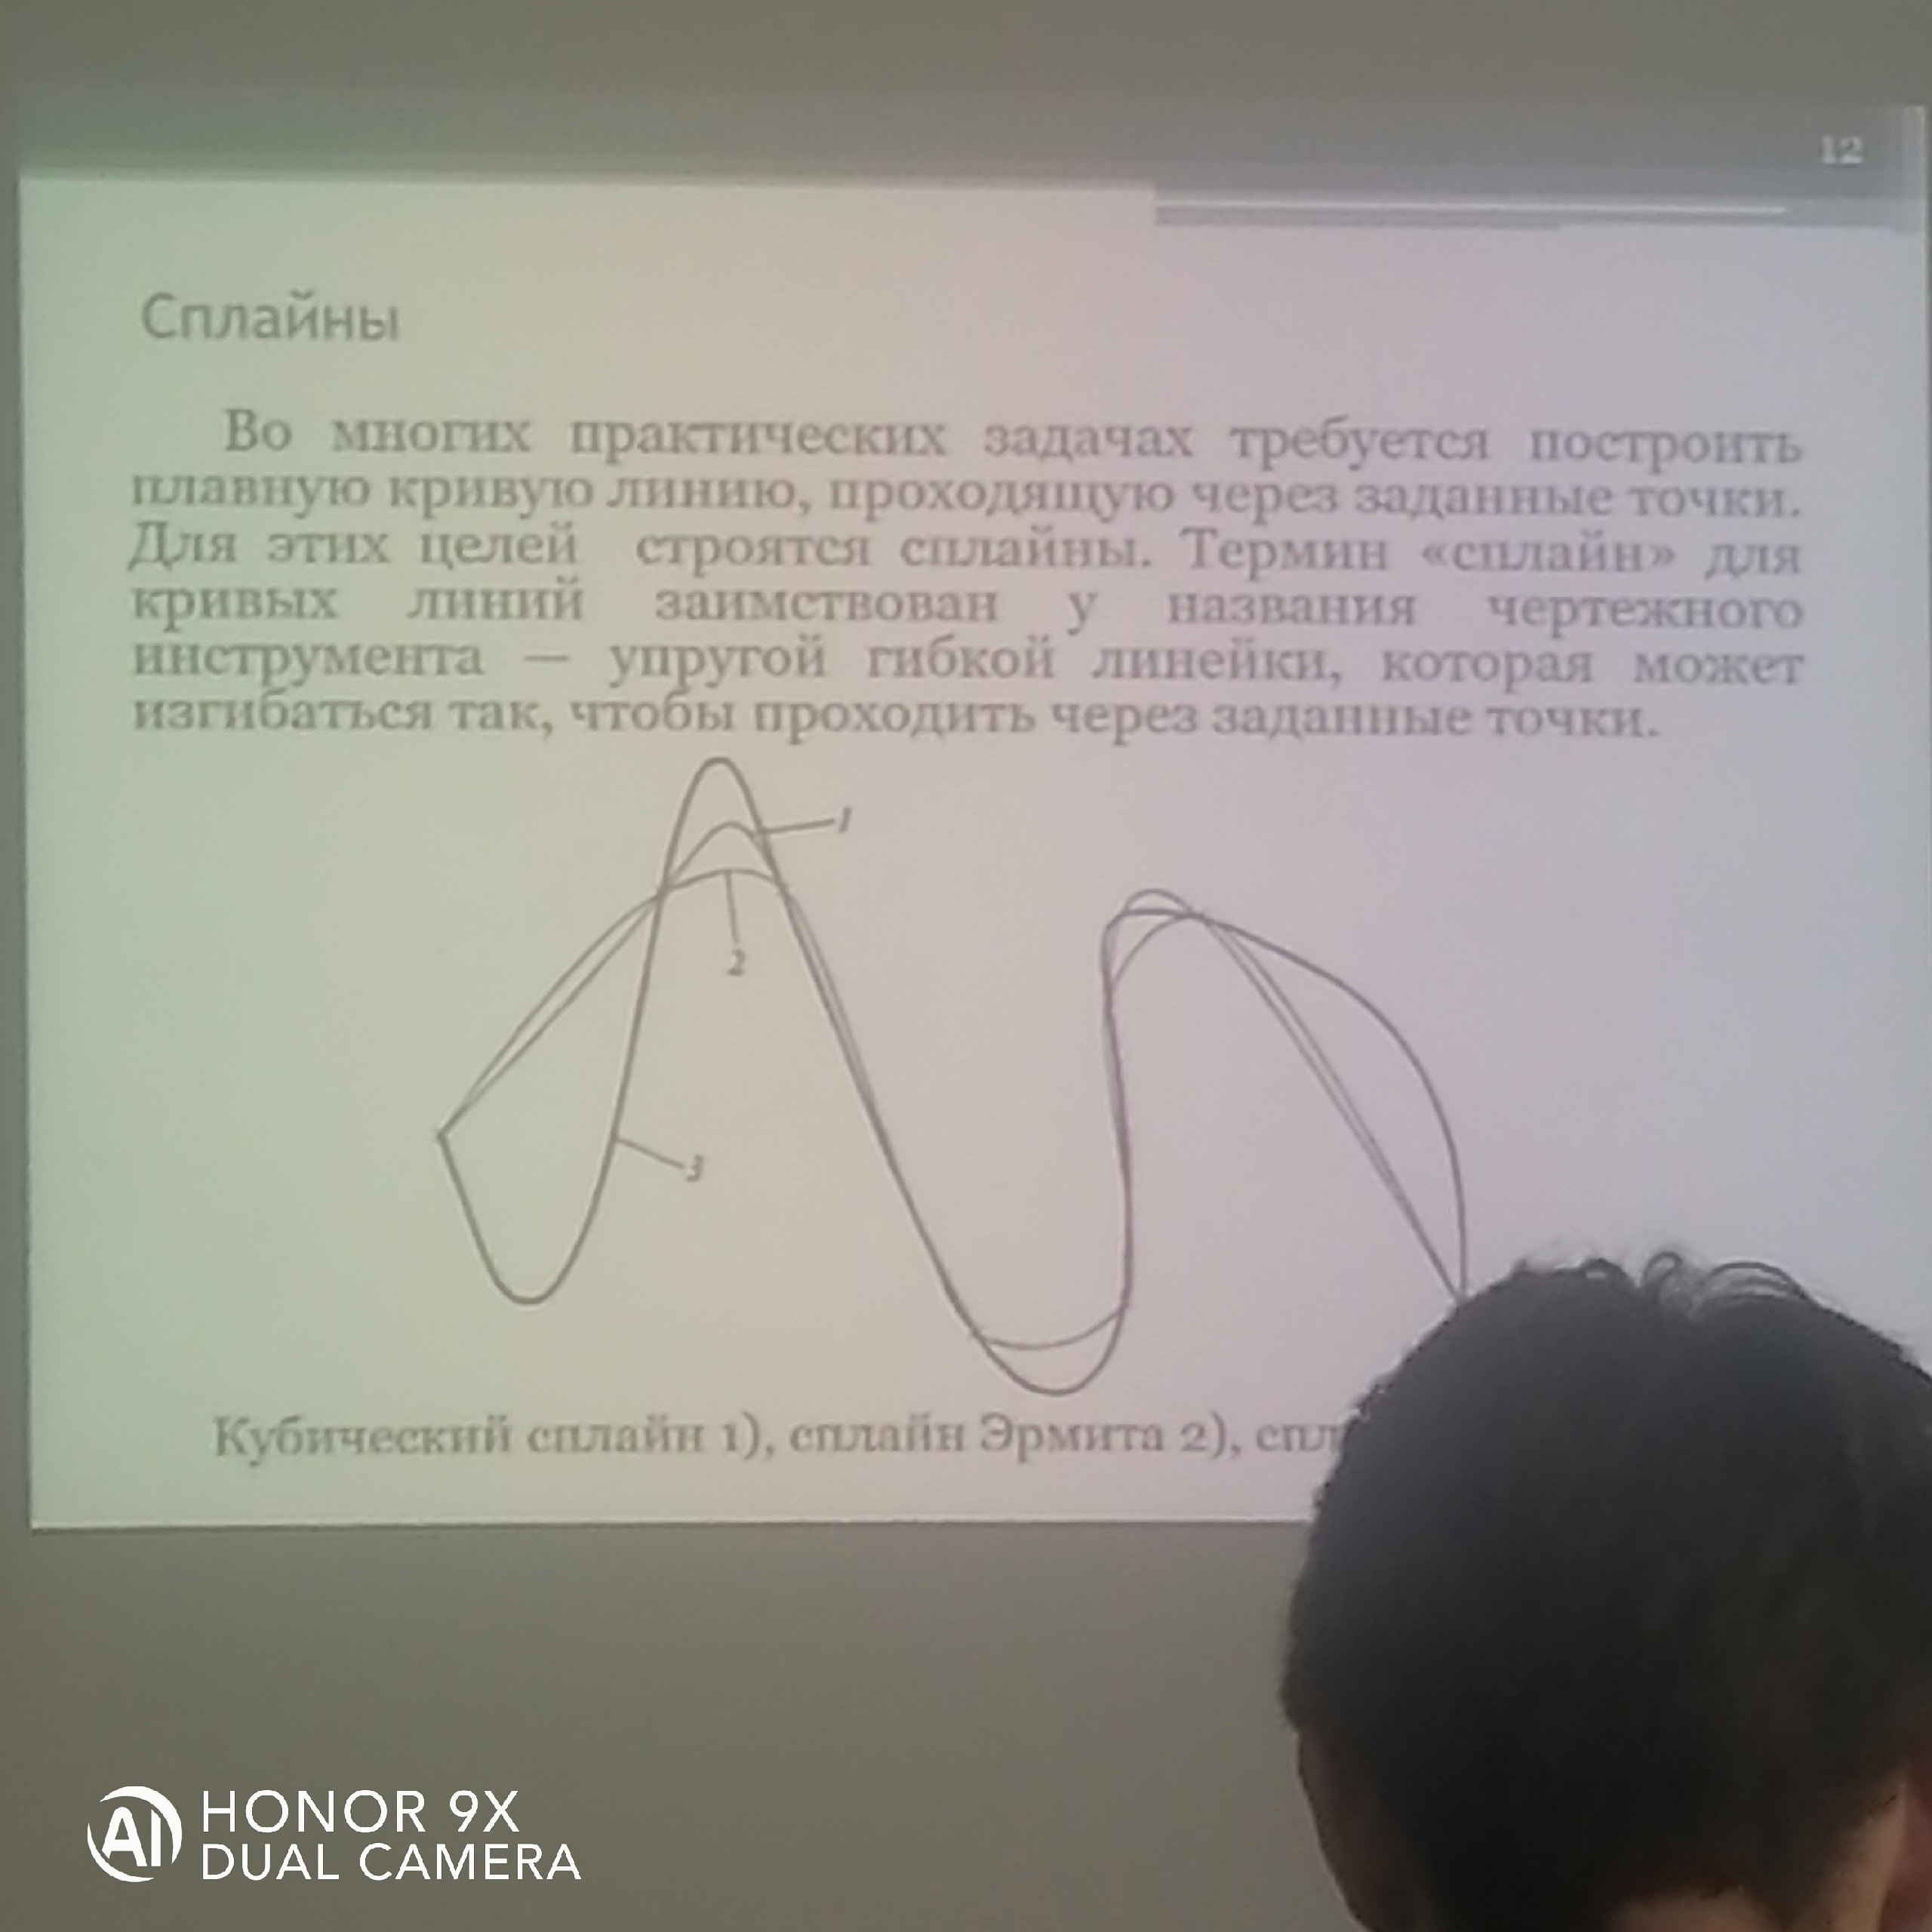 12
Сплайны
Во многих практических задачах требуется построить
плавную кривую линию, проходящую через заданные точки.
Для этих целей строятся сплайны. Термин «сплайн» для
кривых линий заимствован у названия чертежного
инструмента — упругой гибкой линейки, которая может
изгибаться так, чтобы проходить через заданные точки.
1
2
3
Кубический сплайн 1), сплайн Эрмита 2), спл
AI HONOR 9X
DUAL CAMERA